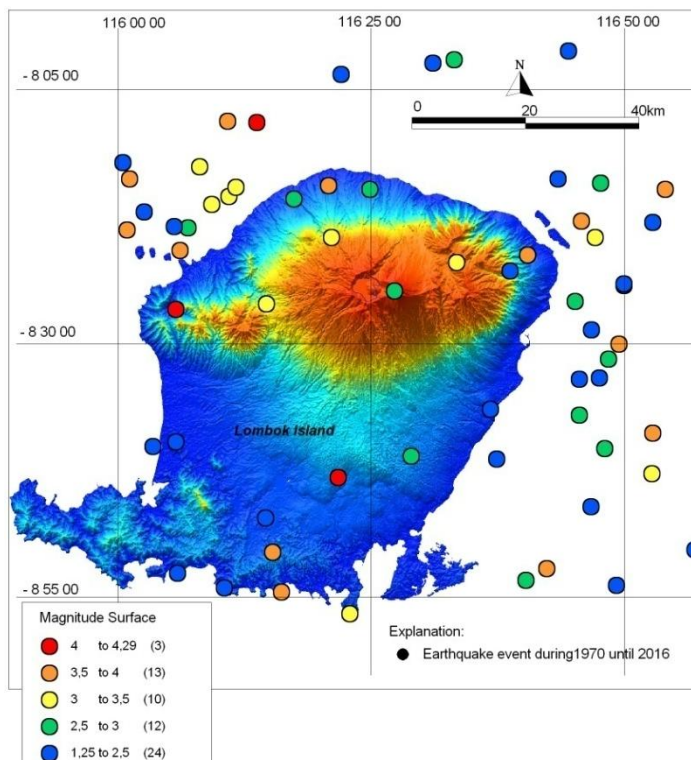 116 00 00
116 25 00
116 50 00
- 8 05 00
N
0
20
40km
- 8 30 00
Lombok Island
- 8 55 00
Magnitude Surface
4 to 4,29 (3)
3,5 to 4 (13)
3 to 3,5 (10)
2,5 to 3 (12)
1,25 to 2,5 (24)
Explanation:
Earthquake event during1970 until 2016